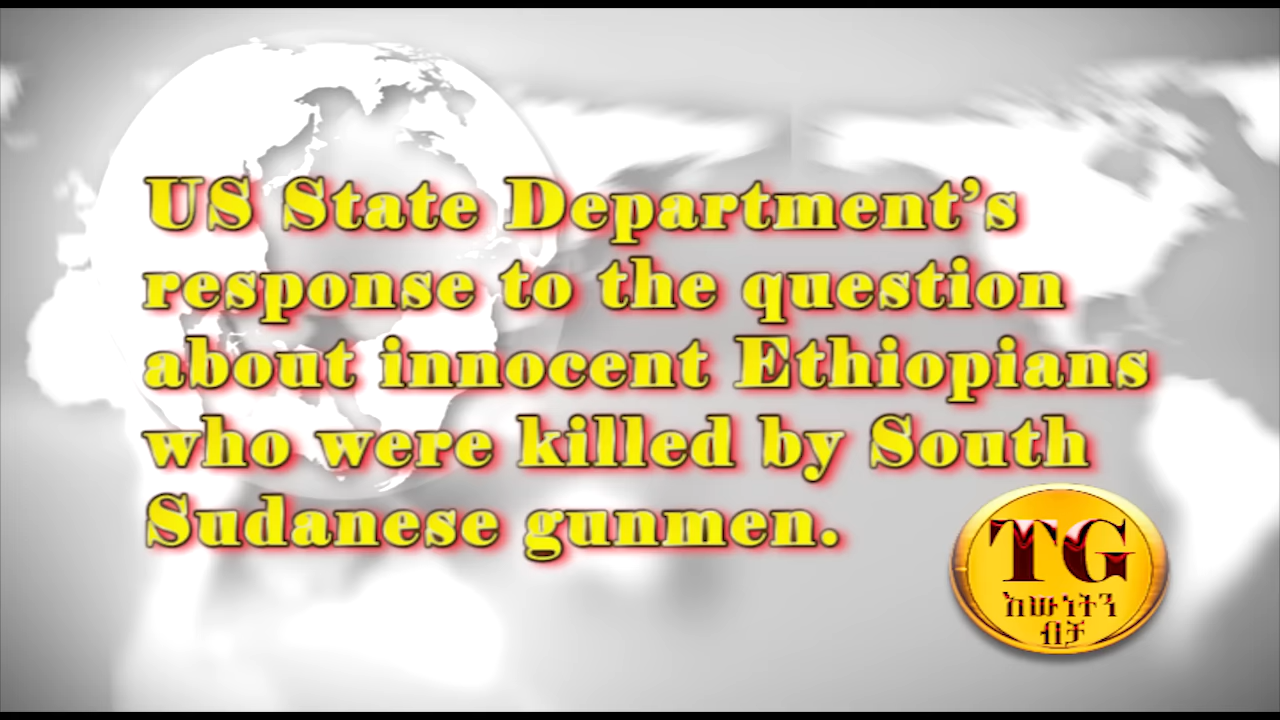 US State Department’s
response to the question
about innocent Ethiopians
who were killed by South
Sudanese gunmen.
TG
እውነትን
ብቻ